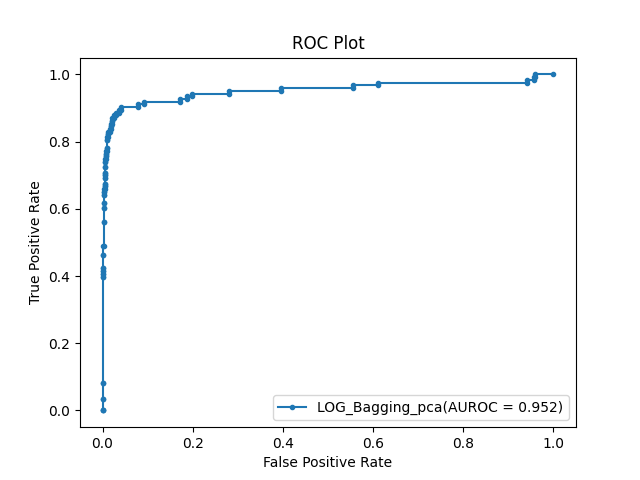 ROC Plot
1.0
0.8
0.6
0.4
0.2
0.0
True Positive Rate
LOG_Bagging_pca(AUROC = 0.952)
0.0 0.2 0.4 0.6 0.8 1.0
False Positive Rate